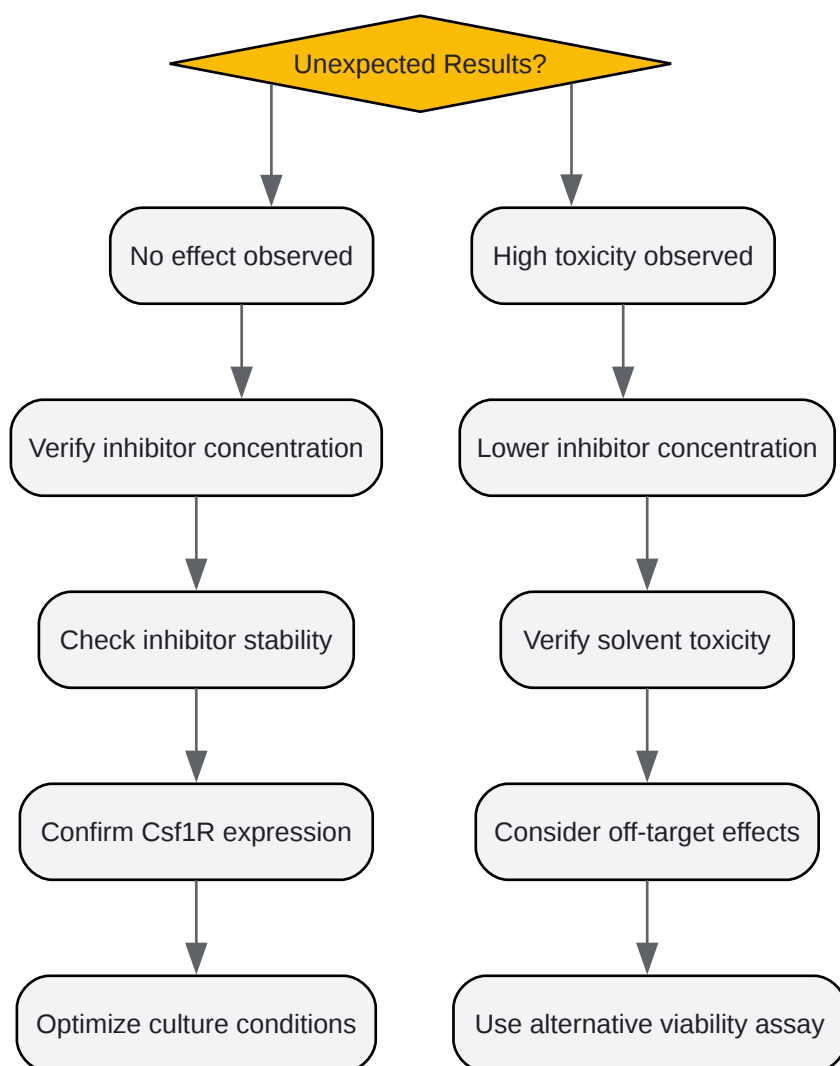 Unexpected Results?
No effect observed
High toxicity observed
Verify inhibitor concentration
Lower inhibitor concentration
Check inhibitor stability
Verify solvent toxicity
Confirm Csf1R expression
Consider off-target effects
Optimize culture conditions
Use alternative viability assay